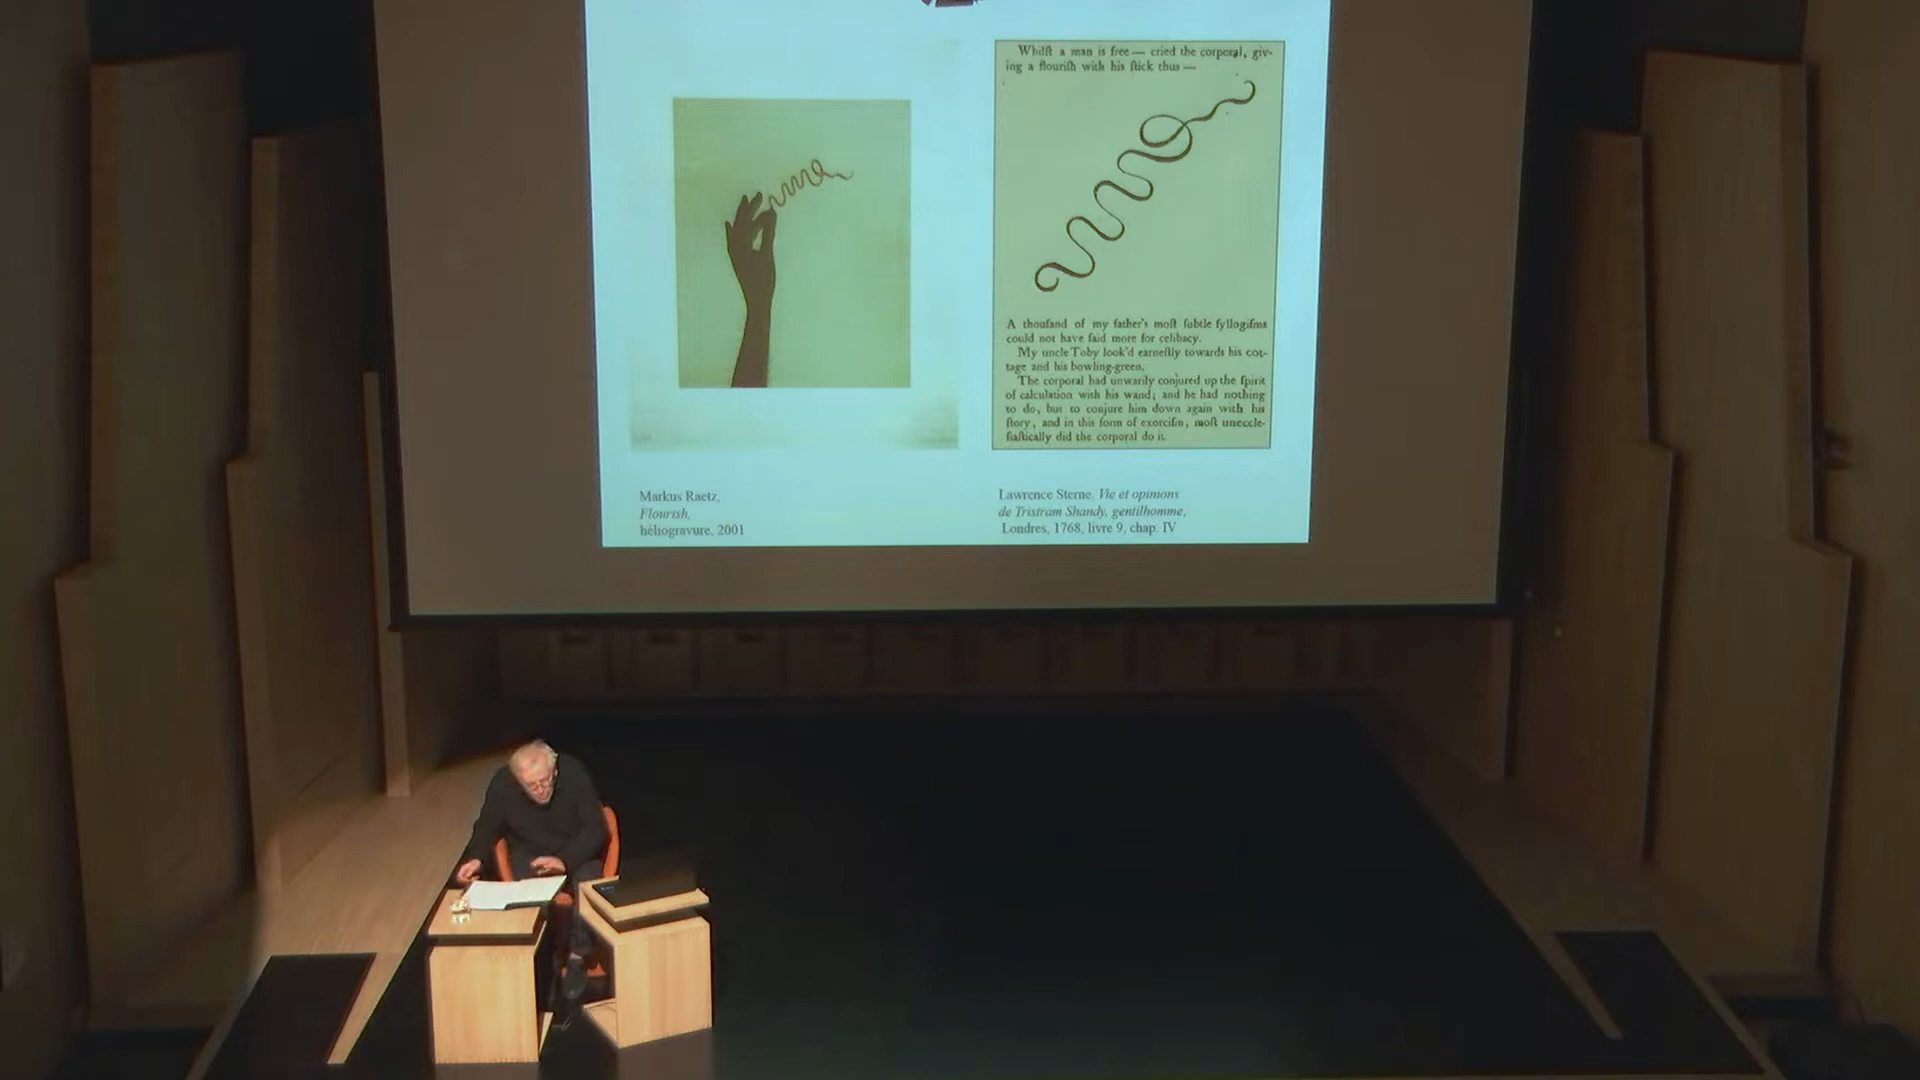 Whilſt a man is free — cried the corporal, giv-
ing a flouriſh with his ſtick thus —
A thouſand of my father's moſt ſubtle ſyllogiſms
could not have ſaid more for celibacy.
My uncle Toby look'd earneſtly towards his cot-
tage and his bowling-green.
The corporal had unwarily conjured up the ſpirit
of calculation with his wand; and he had nothing
to do, but to conjure him down again with his
ſtory, and in this form of exorciſm, moſt uneccle-
ſiaſtically did the corporal do it.
Markus Raetz,
Flourish,
héliogravure, 2001
Lawrence Sterne, Vie et opinions
de Tristram Shandy, gentilhomme,
Londres, 1768, livre 9, chap. IV